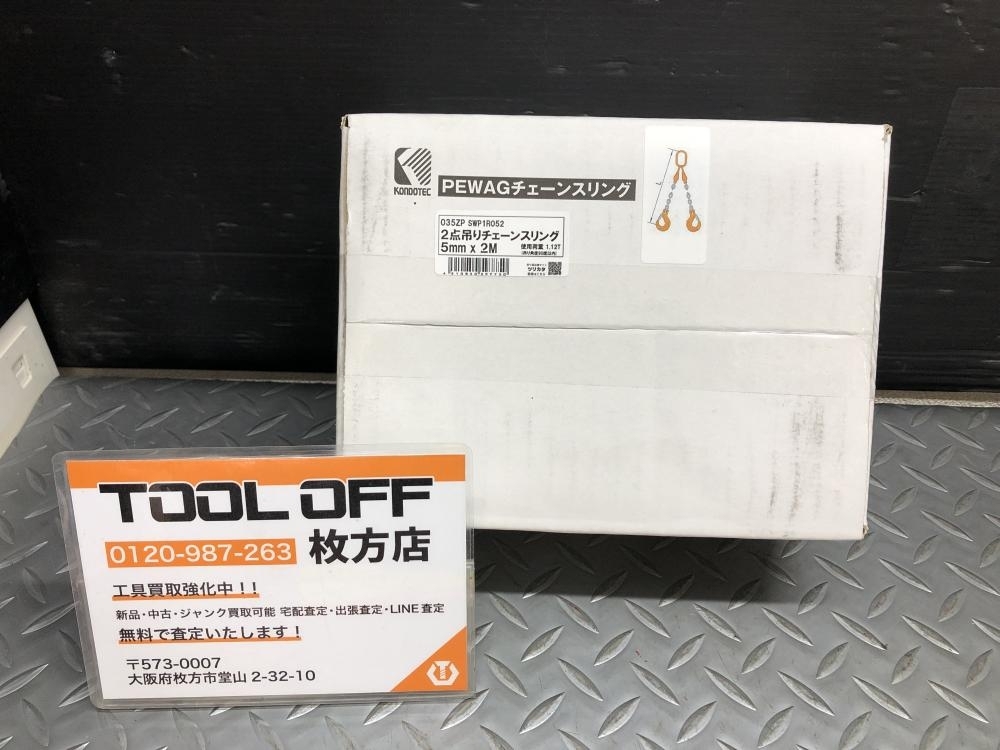 KONDOTEC
PEWAGチェーンスリング
035ZP SWP1R052
2点吊りチェーンスリング
5mm x 2M 使用荷重 1.12T
ツリカタ
TOOL OFF
0120-987-263 枚方店
工具買取強化中!!
新品・中古・ジャンク買取可能 宅配査定・出張査定・LINE査定
無料で査定いたします!
〒573-0007
大阪府枚方市堂山 2-32-10